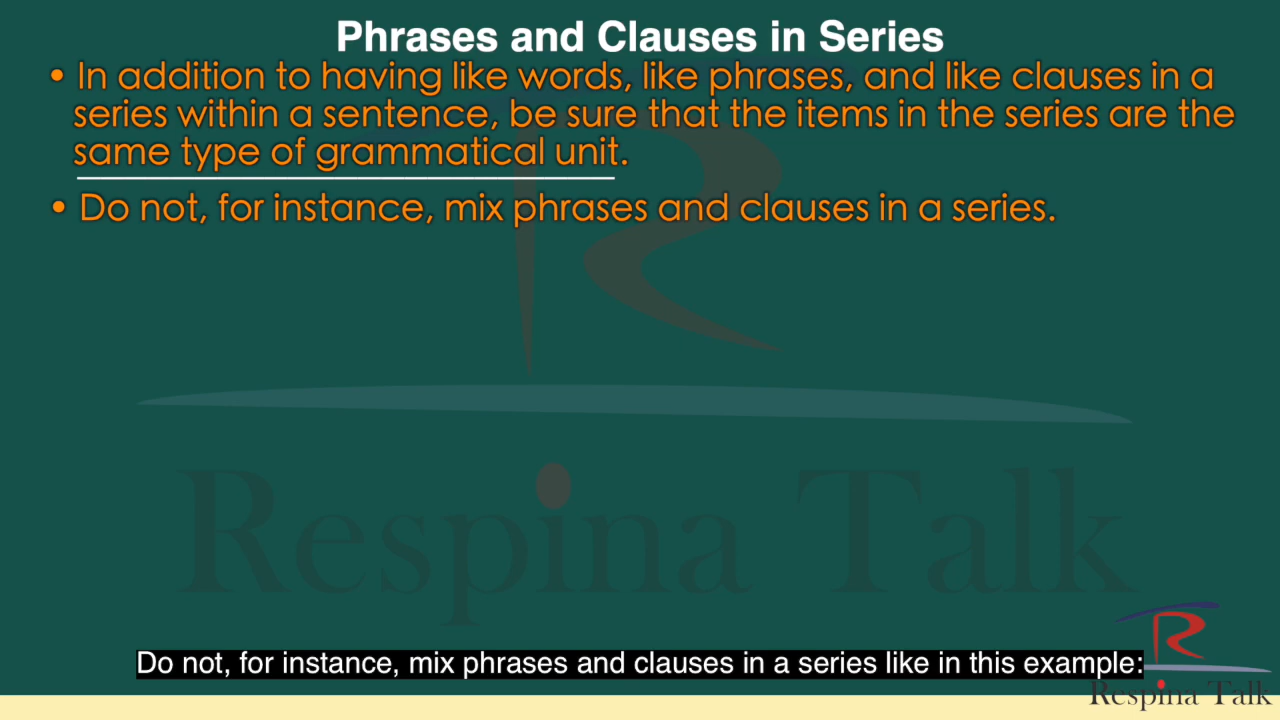 Phrases and Clauses in Series
• In addition to having like words, like phrases, and like clauses in a
series within a sentence, be sure that the items in the series are the
same type of grammatical unit.
• Do not, for instance, mix phrases and clauses in a series.
Respina Talk
Do not, for instance, mix phrases and clauses in a series like in this example:
Respina Talk